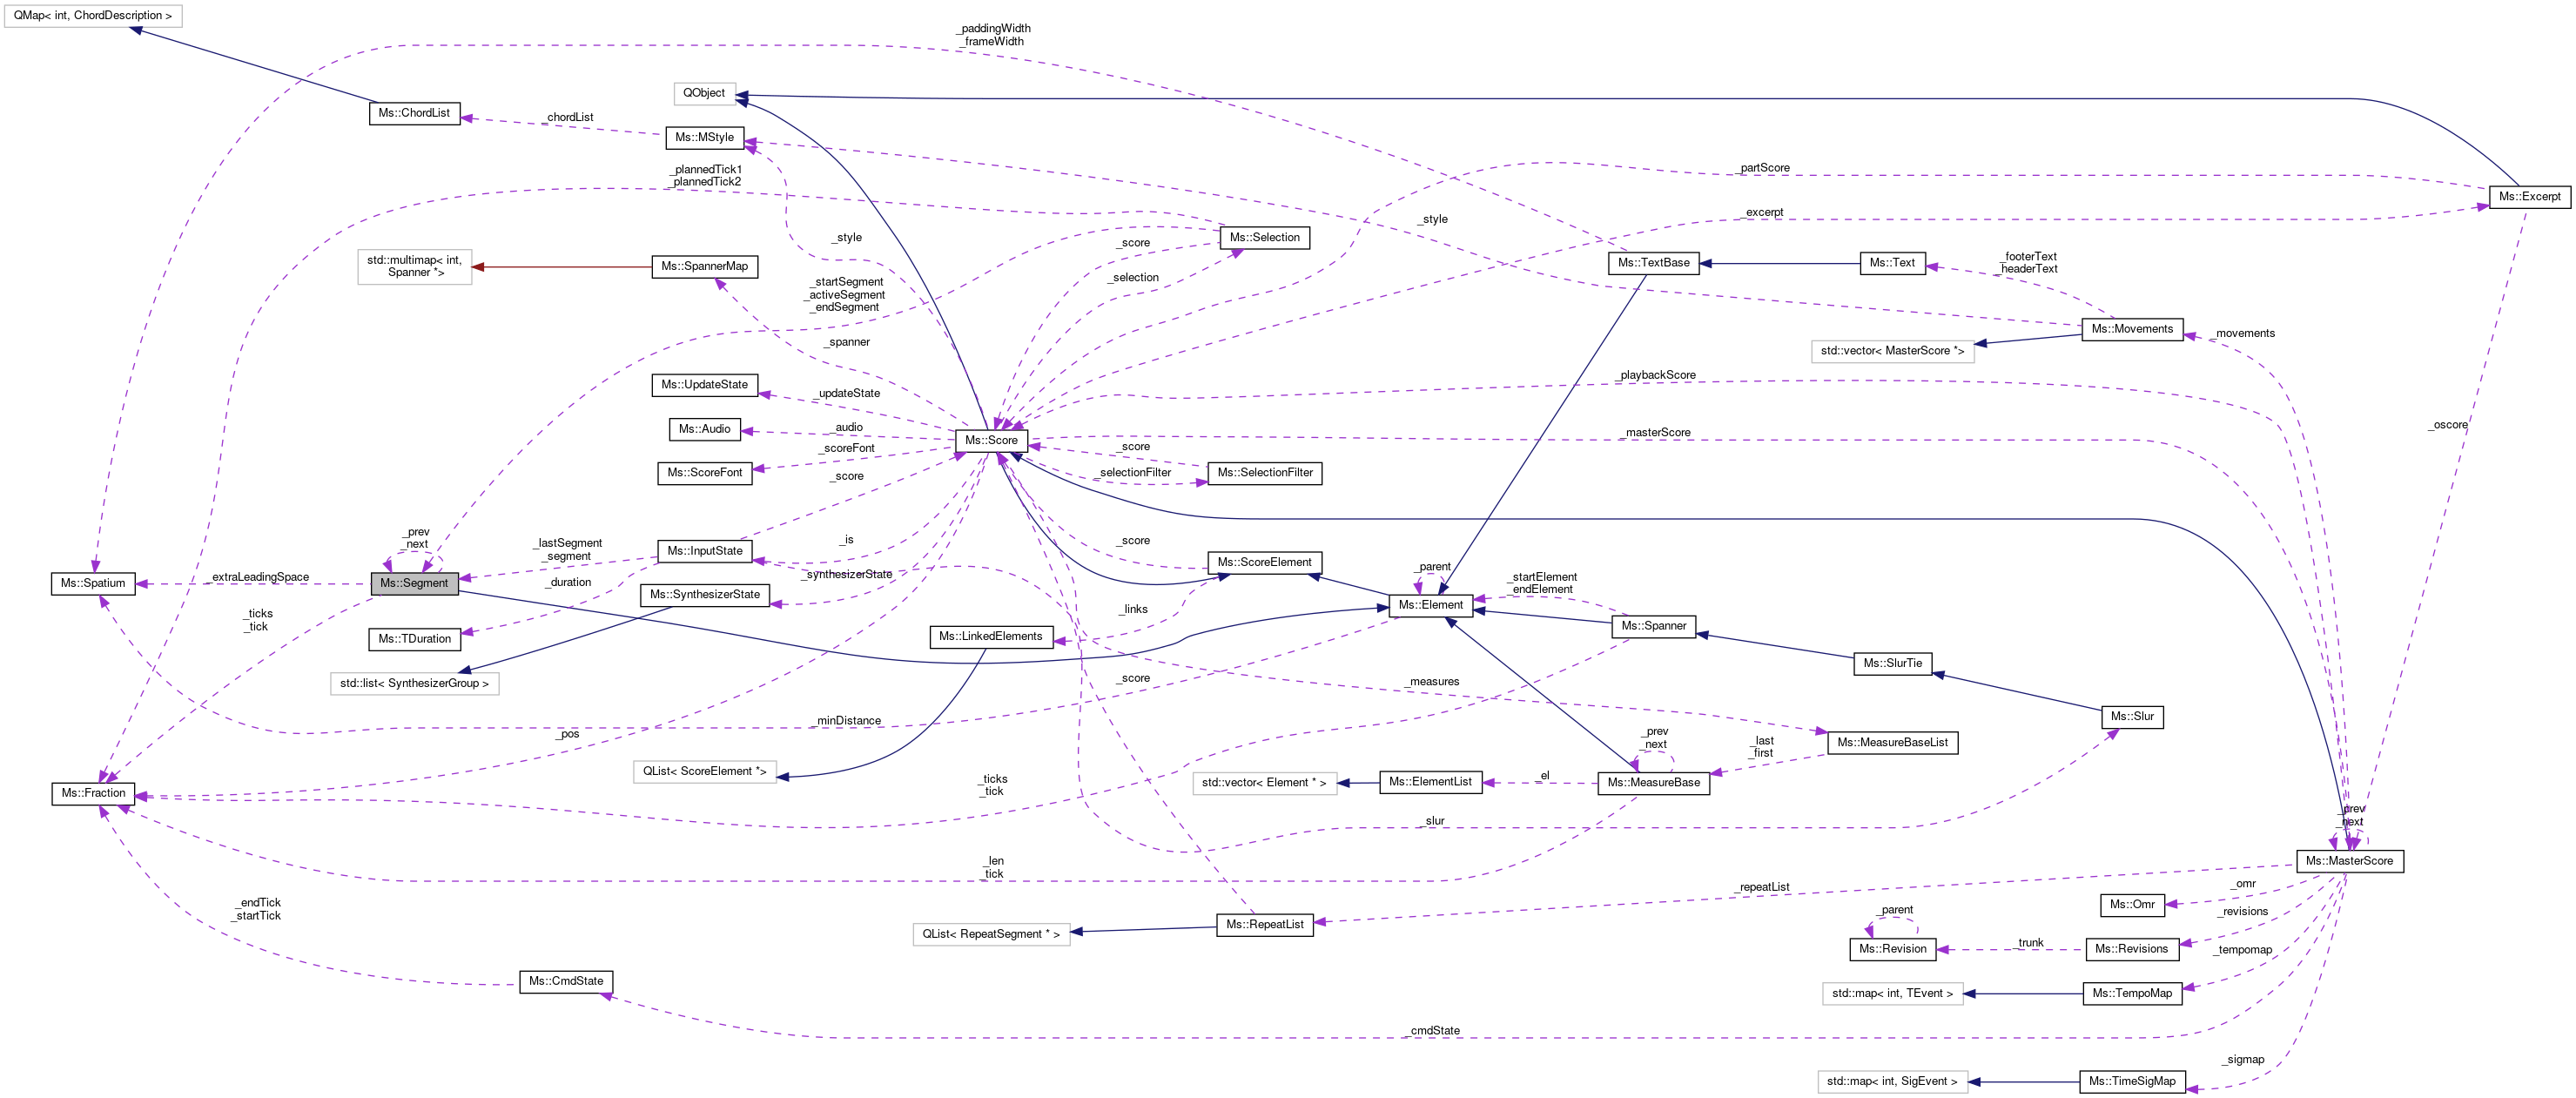 QMap< int, ChordDescription >
_paddingWidth
_frameWidth
QObject
Ms::ChordList
_chordList
Ms::MStyle
_plannedTick1
_plannedTick2
_partScore
Ms::Excerpt
_excerpt
_style
_style
_score
Ms::Selection
std::multimap< int,
Spanner *>
Ms::SpannerMap
_selection
Ms::TextBase
Ms::Text
_footerText
_headerText
_startSegment
_activeSegment
_endSegment
_spanner
Ms::Movements
_movements
std::vector< MasterScore *>
Ms::UpdateState
_updateState
_playbackScore
Ms::Audio
_audio
Ms::Score
_masterScore
_oscore
Ms::ScoreFont
_scoreFont
_score
_score
_selectionFilter
Ms::SelectionFilter
_prev
_next
_lastSegment
_segment
Ms::InputState
_is
_score
Ms::ScoreElement
Ms::Spatium
_extraLeadingSpace
Ms::Segment
_duration
_synthesizerState
Ms::SynthesizerState
_parent
_startElement
_endElement
Ms::Element
_links
_ticks
_tick
Ms::TDuration
Ms::LinkedElements
Ms::Spanner
std::list< SynthesizerGroup >
_score
_measures
Ms::SlurTie
_minDistance
_pos
Ms::Slur
_prev
_next
_last
_first
Ms::MeasureBaseList
QList< ScoreElement *>
_ticks
_tick
std::vector< Element * >
Ms::ElementList
_el
Ms::MeasureBase
Ms::Fraction
_slur
_prev
_next
_len
_tick
Ms::MasterScore
_endTick
_startTick
_repeatList
_omr
Ms::Omr
QList< RepeatSegment * >
Ms::RepeatList
_parent
_revisions
Ms::Revision
_trunk
Ms::Revisions
_tempomap
Ms::CmdState
std::map< int, TEvent >
Ms::TempoMap
_cmdState
_sigmap
std::map< int, SigEvent >
Ms::TimeSigMap